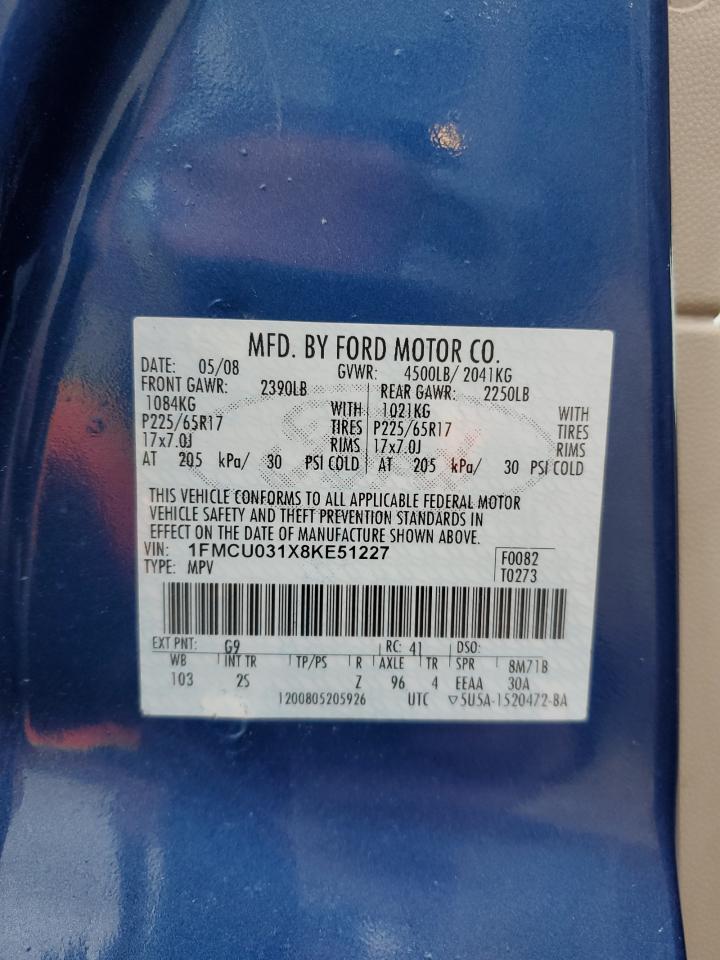 MFD. BY FORD MOTOR CO.
DATE: 05/08 GVWR: 4500LB/ 2041KG
FRONT GAWR: 2390LB REAR GAWR: 2250LB
1084KG WITH 1021KG WITH
P225/65R17 TIRES P225/65R17 TIRES
17x7.0J RIMS 17x7.0J RIMS
AT 205 kPa/ 30 PSI COLD AT 205 kPa/ 30 PSI COLD
THIS VEHICLE CONFORMS TO ALL APPLICABLE FEDERAL MOTOR
VEHICLE SAFETY AND THEFT PREVENTION STANDARDS IN
EFFECT ON THE DATE OF MANUFACTURE SHOWN ABOVE.
VIN: 1FMCU031X8KE51227 F0082
TYPE: MPV T0273
EXT PNT: G9 RC: 41 DSO:
WB INT TR TP/PS R AXLE TR SPR 8M71B
103 2S Z 96 4 EEAA 30A
1200805205926 UTC ▽5U5A-1520472-BA